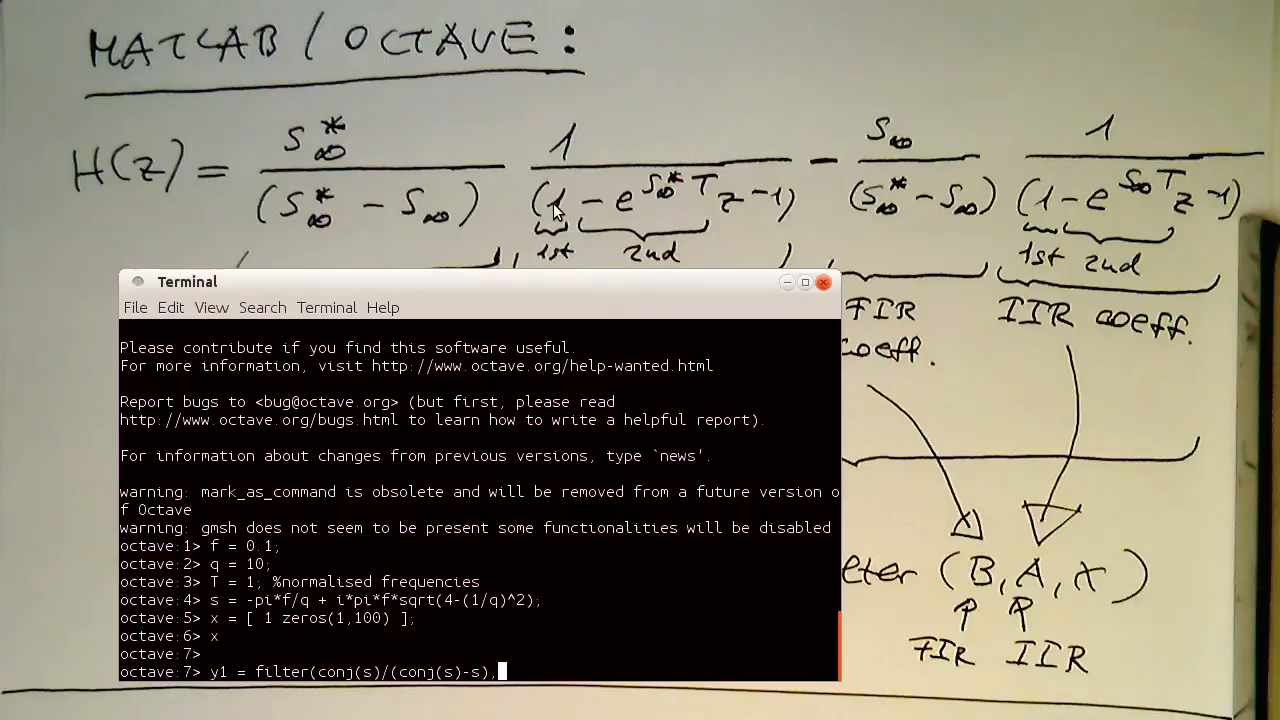 MATLAB / OCTAVE:
H(z) = S∞* / (S∞* - S∞) 1 / (1 - e^(S∞* T) z^-1) - S∞ / (S∞* - S∞) 1 / (1 - e^(S∞ T) z^-1)
1st 2nd 1st 2nd
FIR coeff. IIR coeff.
Terminal
File Edit View Search Terminal Help
Please contribute if you find this software useful.
For more information, visit http://www.octave.org/help-wanted.html
Report bugs to <bug@octave.org> (but first, please read
http://www.octave.org/bugs.html to learn how to write a helpful report).
For information about changes from previous versions, type `news'.
warning: mark_as_command is obsolete and will be removed from a future version o
f Octave
warning: gmsh does not seem to be present some functionalities will be disabled
octave:1> f = 0.1;
octave:2> q = 10;
octave:3> T = 1; %normalised frequencies
octave:4> s = -pi*f/q + i*pi*f*sqrt(4-(1/q)^2);
octave:5> x = [ 1 zeros(1,100) ];
octave:6> x
octave:7>
octave:7> y1 = filter(conj(s)/(conj(s)-s),
lter (B, A, X)
FIR IIR